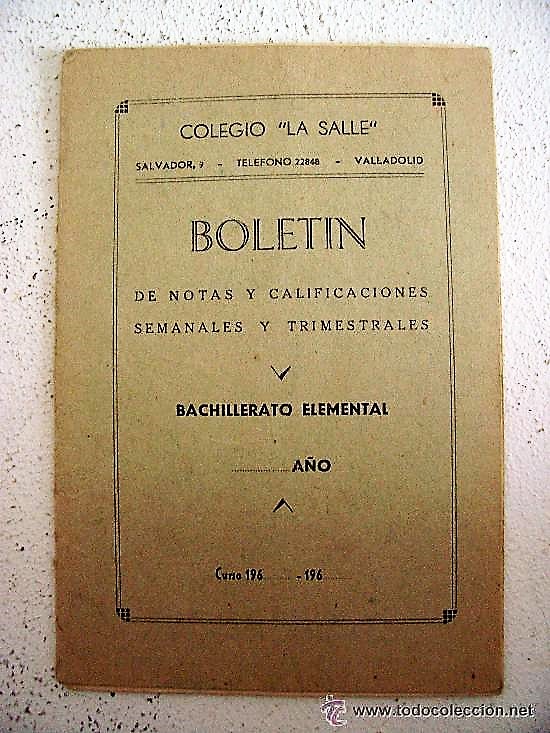 COLEGIO "LA SALLE"
SALVADOR, 9 - TELEFONO 22848 - VALLADOLID
BOLETIN
DE NOTAS Y CALIFICACIONES
SEMANALES Y TRIMESTRALES
BACHILLERATO ELEMENTAL
............... AÑO
Curso 196........ - 196........
© www.todocoleccion.net